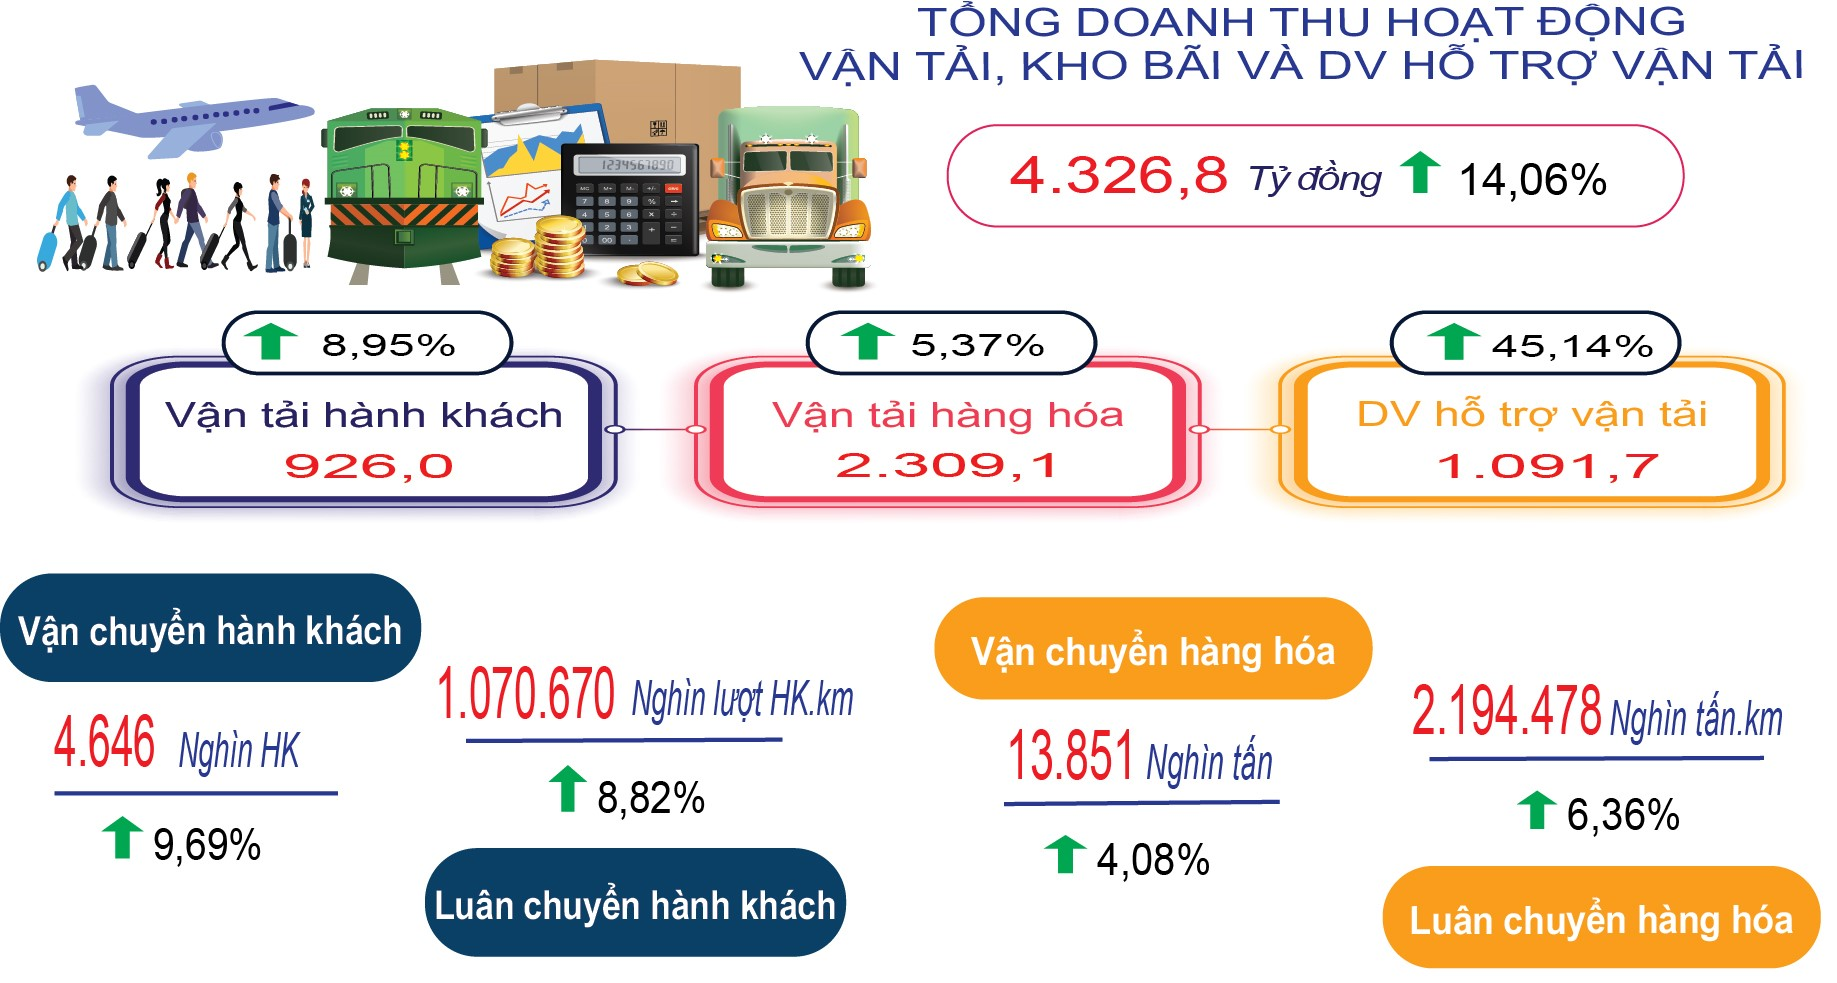 TỔNG DOANH THU HOẠT ĐỘNG
VẬN TẢI, KHO BÃI VÀ DV HỖ TRỢ VẬN TẢI
4.326,8 Tỷ đồng 14,06%
1234567890
8,95%
Vận tải hành khách
926,0
5,37%
Vận tải hàng hóa
2.309,1
45,14%
DV hỗ trợ vận tải
1.091,7
Vận chuyển hành khách
4.646 Nghìn HK
9,69%
1.070.670 Nghìn lượt HK.km
8,82%
Luân chuyển hành khách
Vận chuyển hàng hóa
13.851 Nghìn tấn
4,08%
2.194.478 Nghìn tấn.km
6,36%
Luân chuyển hàng hóa